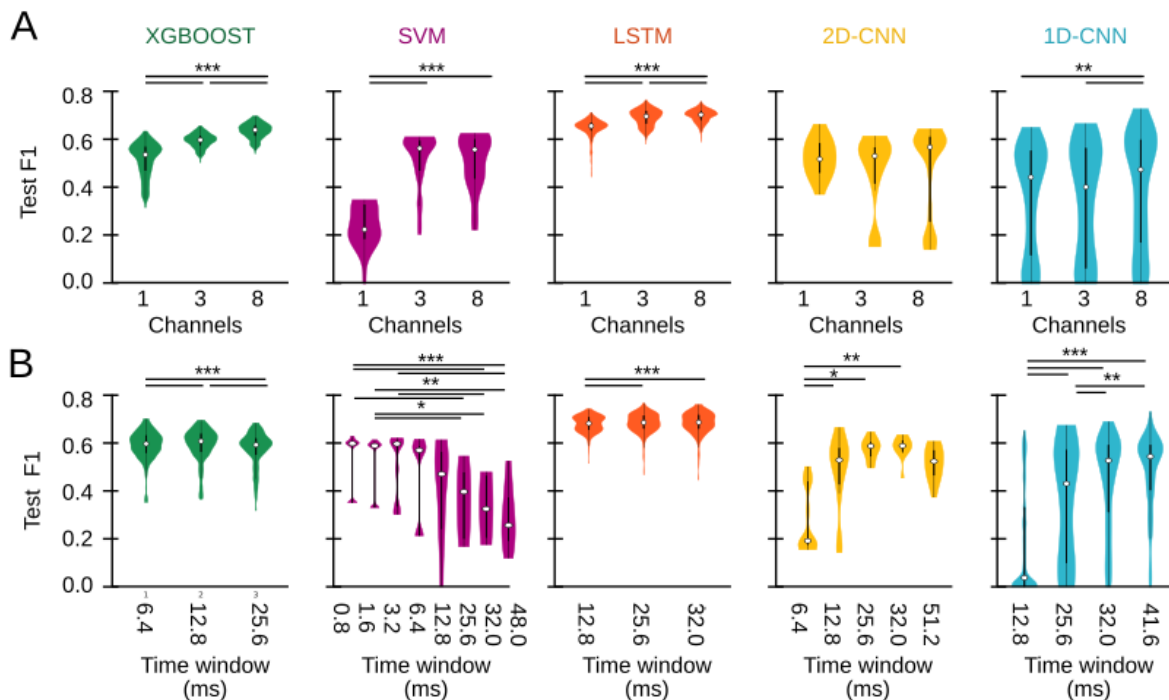 A
XGBOOST SVM LSTM 2D-CNN 1D-CNN
*** *** *** **
Test F1
0.8
0.6
0.4
0.2
0.0
1 3 8 1 3 8 1 3 8 1 3 8 1 3 8
Channels Channels Channels Channels Channels
B
*** *** ** * *** ** * *** **
Test F1
0.8
0.6
0.4
0.2
0.0
1 2 3
6.4 12.8 25.6 0.8 1.6 3.2 6.4 12.8 25.6 32.0 48.0 12.8 25.6 32.0 6.4 12.8 25.6 32.0 51.2 12.8 25.6 32.0 41.6
Time window Time window Time window Time window Time window
(ms) (ms) (ms) (ms) (ms)